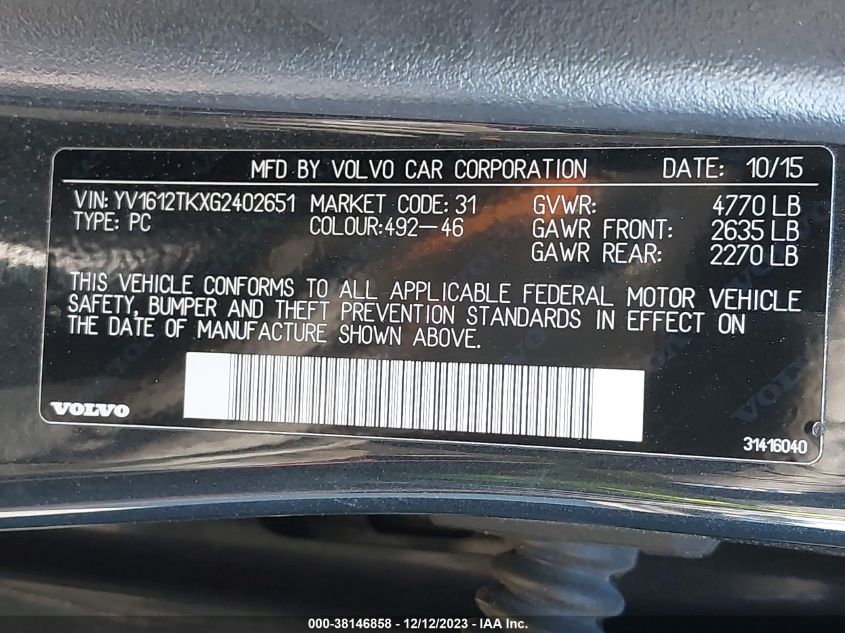 MFD BY VOLVO CAR CORPORATION DATE: 10/15
VIN: YV1612TKXG2402651 MARKET CODE: 31 GVWR: 4770 LB
TYPE: PC COLOUR:492-46 GAWR FRONT: 2635 LB
GAWR REAR: 2270 LB
THIS VEHICLE CONFORMS TO ALL APPLICABLE FEDERAL MOTOR VEHICLE
SAFETY, BUMPER AND THEFT PREVENTION STANDARDS IN EFFECT ON
THE DATE OF MANUFACTURE SHOWN ABOVE.
VOLVO
31416040
000-38146858 - 12/12/2023 - IAA Inc.